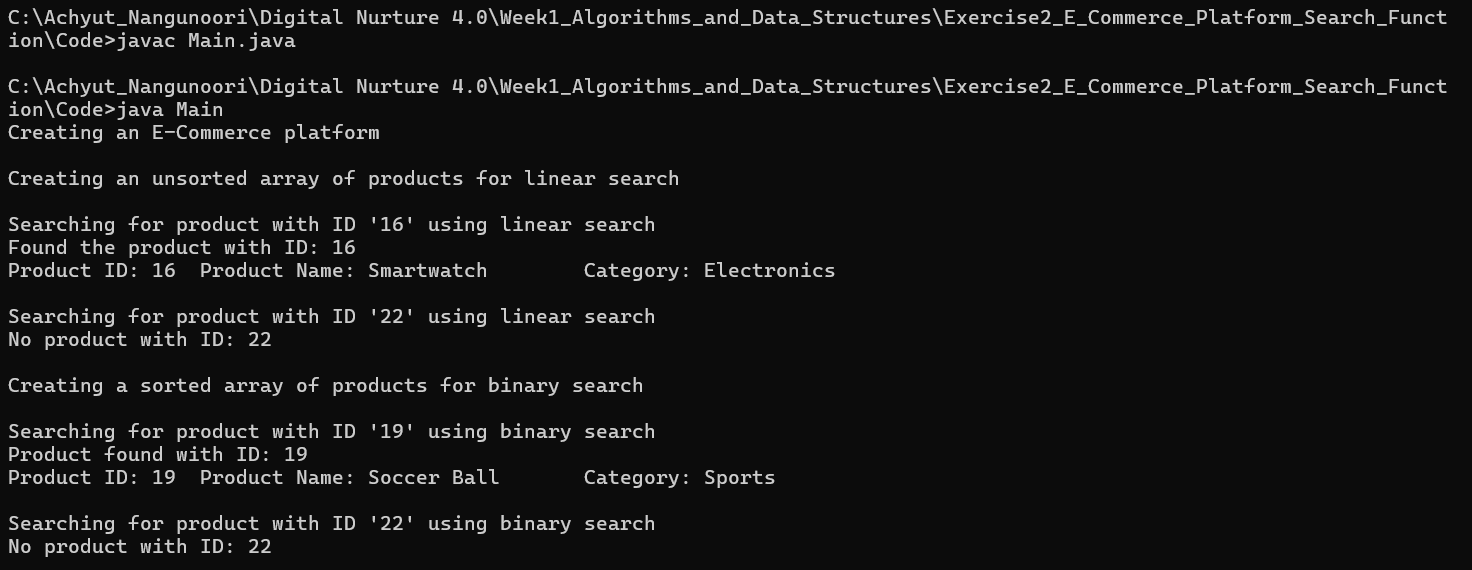 C:\Achyut_Nangunoori\Digital Nurture 4.0\Week1_Algorithms_and_Data_Structures\Exercise2_E_Commerce_Platform_Search_Funct
ion\Code>javac Main.java
C:\Achyut_Nangunoori\Digital Nurture 4.0\Week1_Algorithms_and_Data_Structures\Exercise2_E_Commerce_Platform_Search_Funct
ion\Code>java Main
Creating an E-Commerce platform
Creating an unsorted array of products for linear search
Searching for product with ID '16' using linear search
Found the product with ID: 16
Product ID: 16  Product Name: Smartwatch        Category: Electronics
Searching for product with ID '22' using linear search
No product with ID: 22
Creating a sorted array of products for binary search
Searching for product with ID '19' using binary search
Product found with ID: 19
Product ID: 19  Product Name: Soccer Ball       Category: Sports
Searching for product with ID '22' using binary search
No product with ID: 22